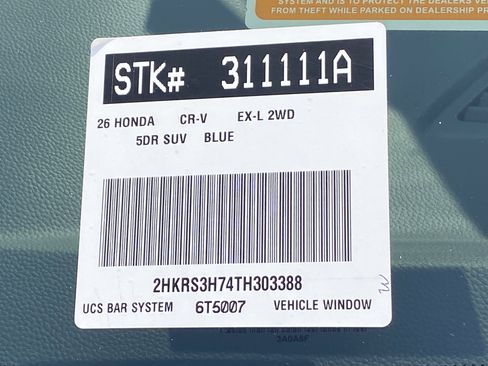 SYSTEM AND IS TO PROTECT THE DEALERS VE
FROM THEFT WHILE PARKED ON DEALERSHIP PR
STK# 311111A
26 HONDA CR-V EX-L 2WD
5DR SUV BLUE
2HKRS3H74TH303388
UCS BAR SYSTEM 6T5007 VEHICLE WINDOW
3A0A8F